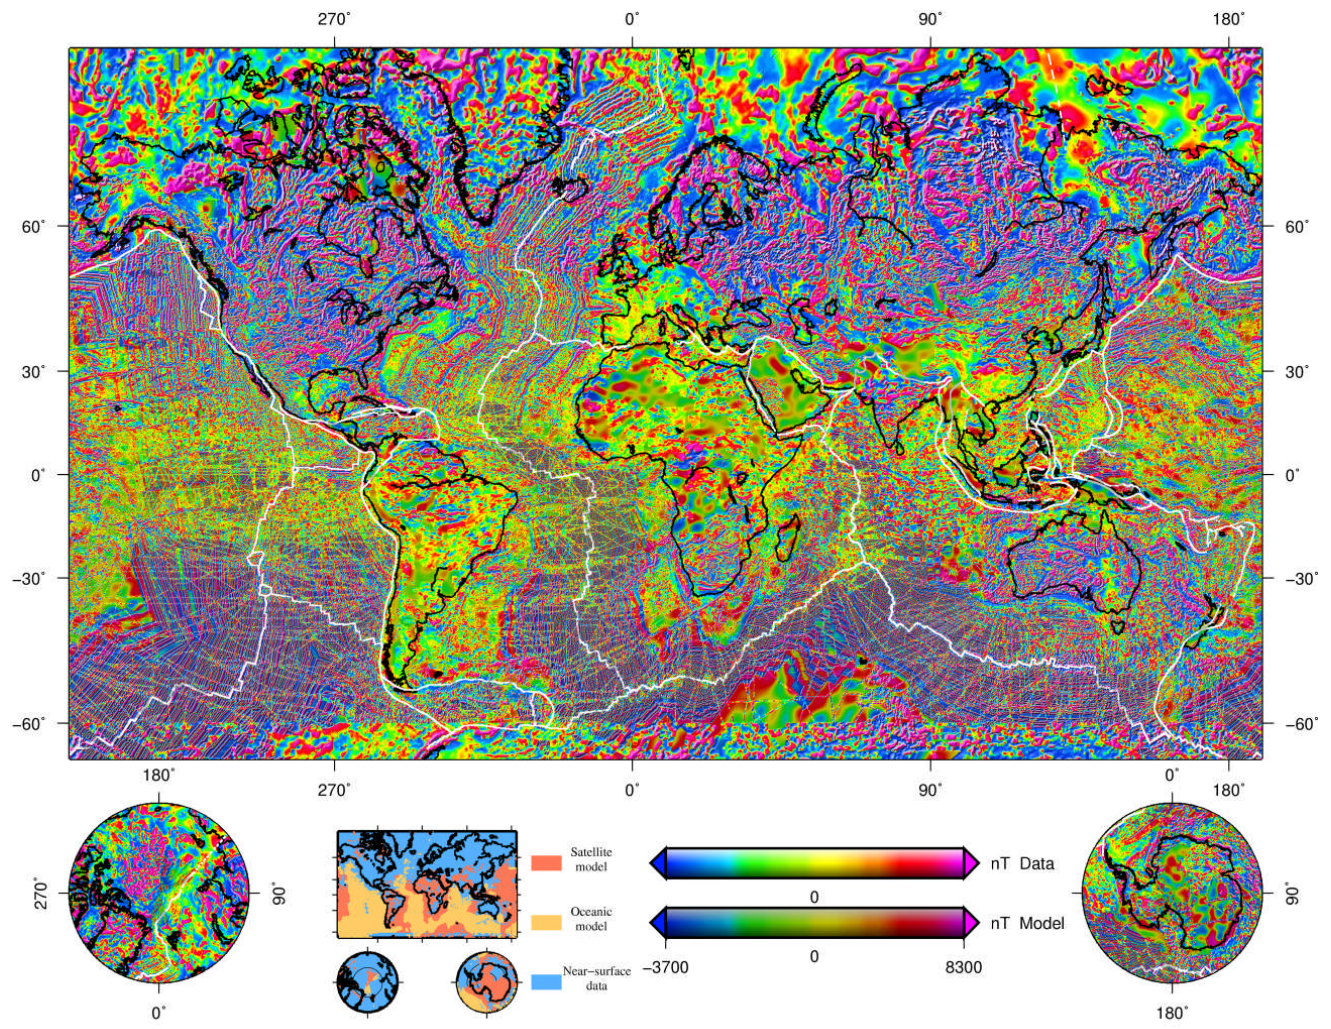 270˚ 0˚ 90˚ 180˚
60˚ 60˚
30˚ 30˚
0˚ 0˚
−30˚ −30˚
−60˚ −60˚
270˚ 0˚ 90˚ 180˚
180˚
270˚ 90˚
0˚
Satellite
model
Oceanic
model
Near−surface
data
nT Data
0
nT Model
−3700 0 8300
0˚
90˚
180˚